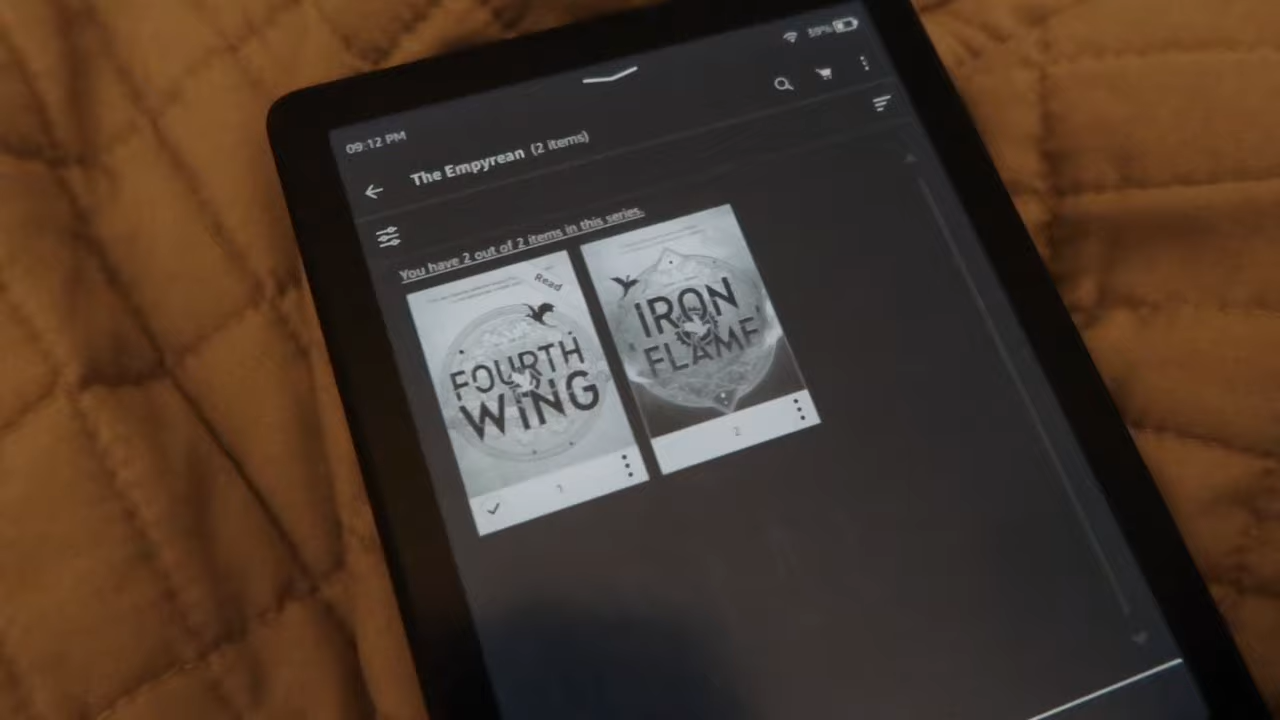 09:12 PM
The Empyrean (2 items)
You have 2 out of 2 items in this series.
Read
FOURTH
WING
1
IRON
FLAME
2